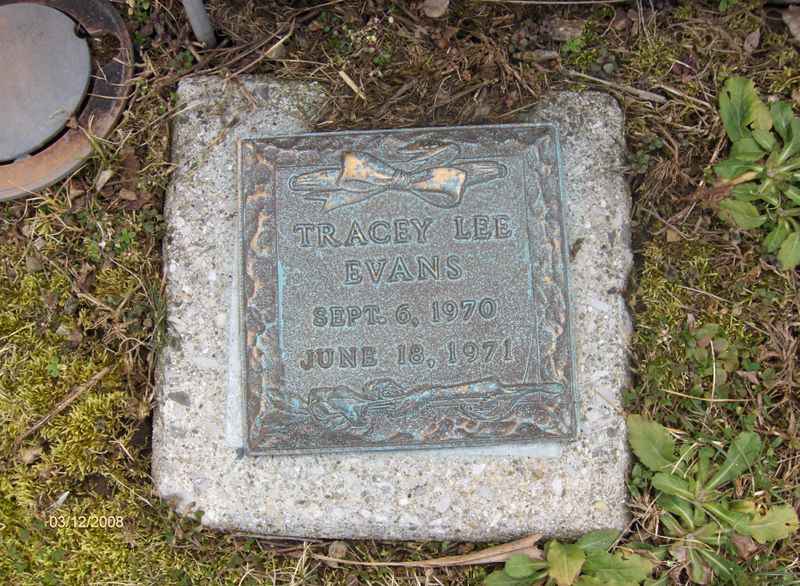 TRACEY LEE
EVANS
SEPT. 6, 1970
JUNE 18, 1971
03/12/2008